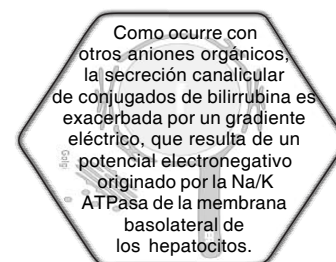 Como ocurre con
otros aniones orgánicos,
la secreción canalicular
de conjugados de bilirrubina es
exacerbada por un gradiente
eléctrico, que resulta de un
potencial electronegativo
originado por la Na/K
ATPasa de la membrana
basolateral de
los hepatocitos.
Golgi